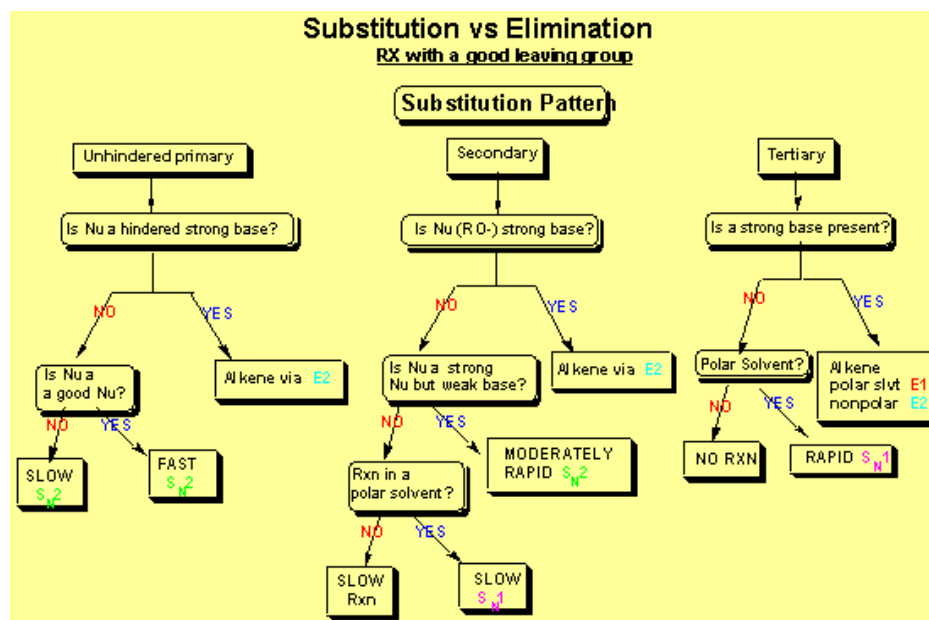 Substitution vs Elimination
RX with a good leaving group
Substitution Pattern
Unhindered primary
Secondary
Tertiary
Is Nu a hindered strong base?
Is Nu (RO-) strong base?
Is a strong base present?
NO
YES
NO
YES
NO
YES
Is Nu a
a good Nu?
Alkene via E2
Is Nu a strong
Nu but weak base?
Alkene via E2
Polar Solvent?
Alkene
polar slvt E1
nonpolar E2
NO
YES
NO
YES
NO
YES
SLOW
SN2
FAST
SN2
Rxn in a
polar solvent?
MODERATELY
RAPID SN2
NO RXN
RAPID SN1
NO
YES
SLOW
Rxn
SLOW
SN1